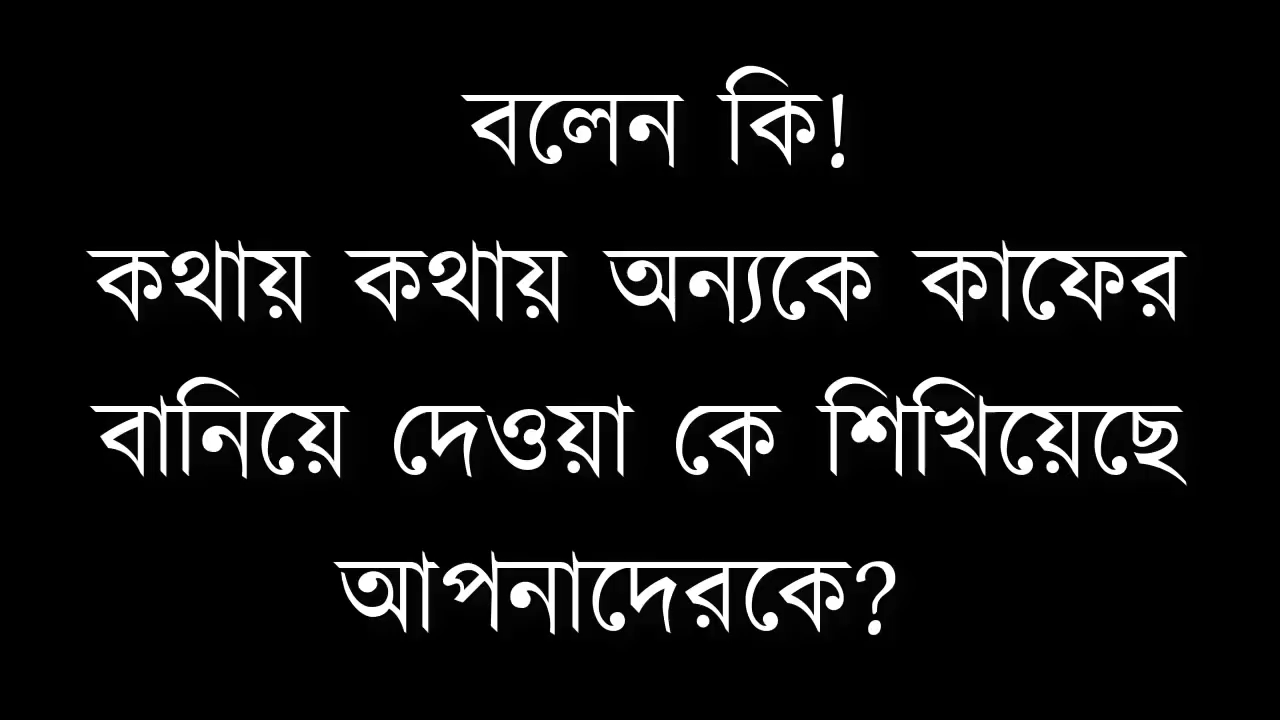 বলেন কি!
কথায় কথায় অন্যকে কাফের
বানিয়ে দেওয়া কে শিখিয়েছে
আপনাদেরকে?